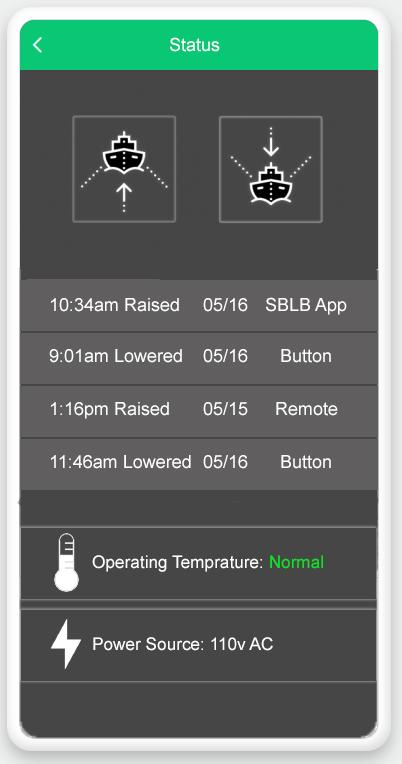 Status
10:34am Raised 05/16 SBLB App
9:01am Lowered 05/16 Button
1:16pm Raised 05/15 Remote
11:46am Lowered 05/16 Button
Operating Temprature: Normal
Power Source: 110v AC